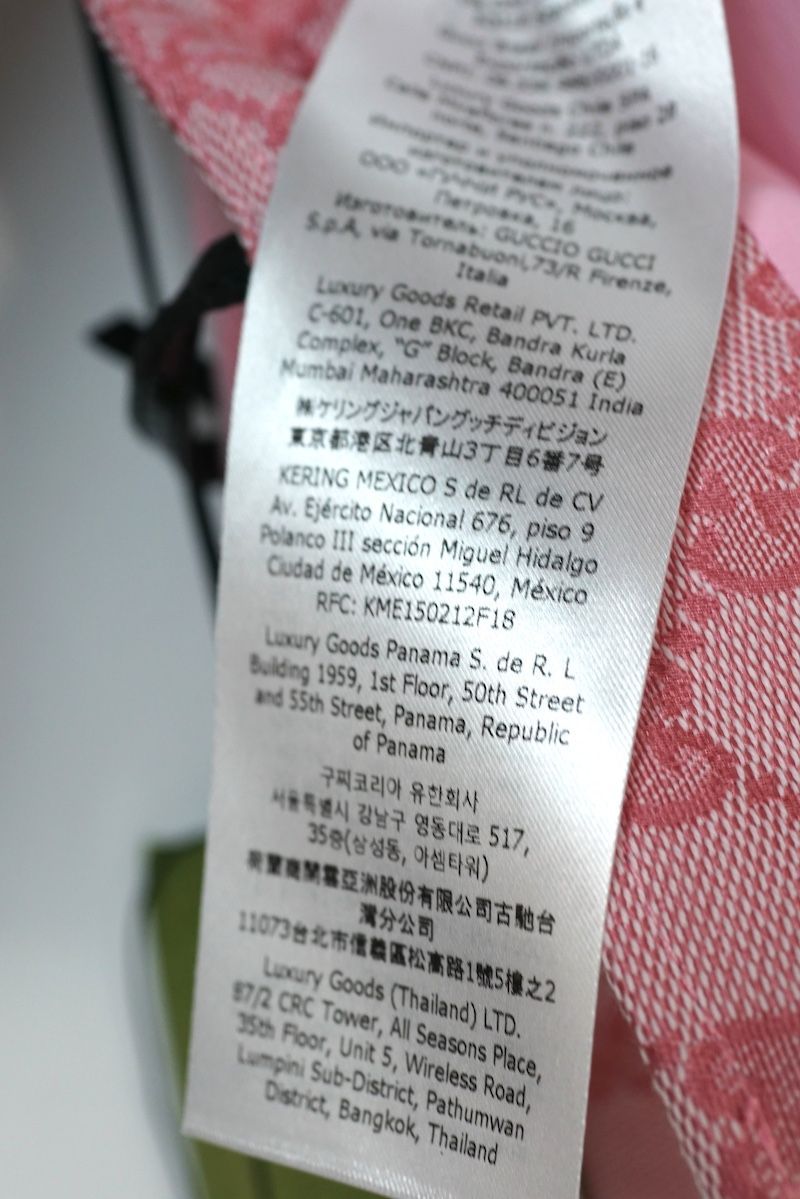 Carlo
ООО «ГУЧЧИ РУС», Москва,
Петровка, 16
Изготовитель: GUCCIO GUCCI
S.p.A, via Tornabuoni,73/R Firenze,
Italia
Luxury Goods Retail PVT. LTD.
C-601, One BKC, Bandra Kurla
Complex, "G" Block, Bandra (E)
Mumbai Maharashtra 400051 India
㈱ケリングジャパングッチディビジョン
東京都港区北青山3丁目6番7号
KERING MEXICO S de RL de CV
Av. Ejército Nacional 676, piso 9
Polanco III sección Miguel Hidalgo
Ciudad de México 11540, México
RFC: KME150212F18
Luxury Goods Panama S. de R. L
Building 1959, 1st Floor, 50th Street
and 55th Street, Panama, Republic
of Panama
구찌코리아 유한회사
서울특별시 강남구 영동대로 517,
35층(삼성동, 아셈타워)
荷蘭商開雲亞洲股份有限公司古馳台
灣分公司
11073台北市信義區松高路1號5樓之2
Luxury Goods (Thailand) LTD.
87/2 CRC Tower, All Seasons Place,
35th Floor, Unit 5, Wireless Road,
Lumpini Sub-District, Pathumwan
District, Bangkok, Thailand